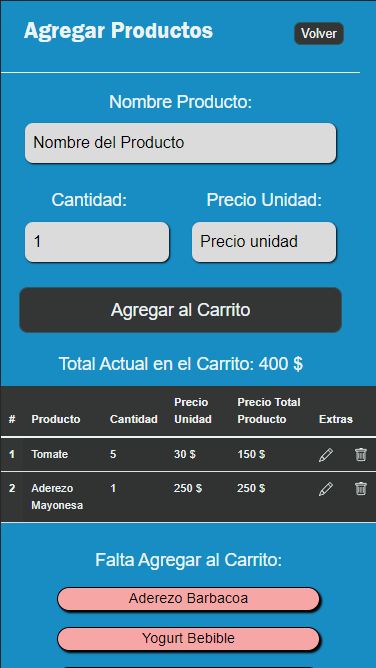 Agregar Productos
Volver
Nombre Producto:
Nombre del Producto
Cantidad: Precio Unidad:
1 Precio unidad
Agregar al Carrito
Total Actual en el Carrito: 400 $
# Producto Cantidad Precio Unidad Precio Total Producto Extras
1 Tomate 5 30 $ 150 $
2 Aderezo Mayonesa 1 250 $ 250 $
Falta Agregar al Carrito:
Aderezo Barbacoa
Yogurt Bebible